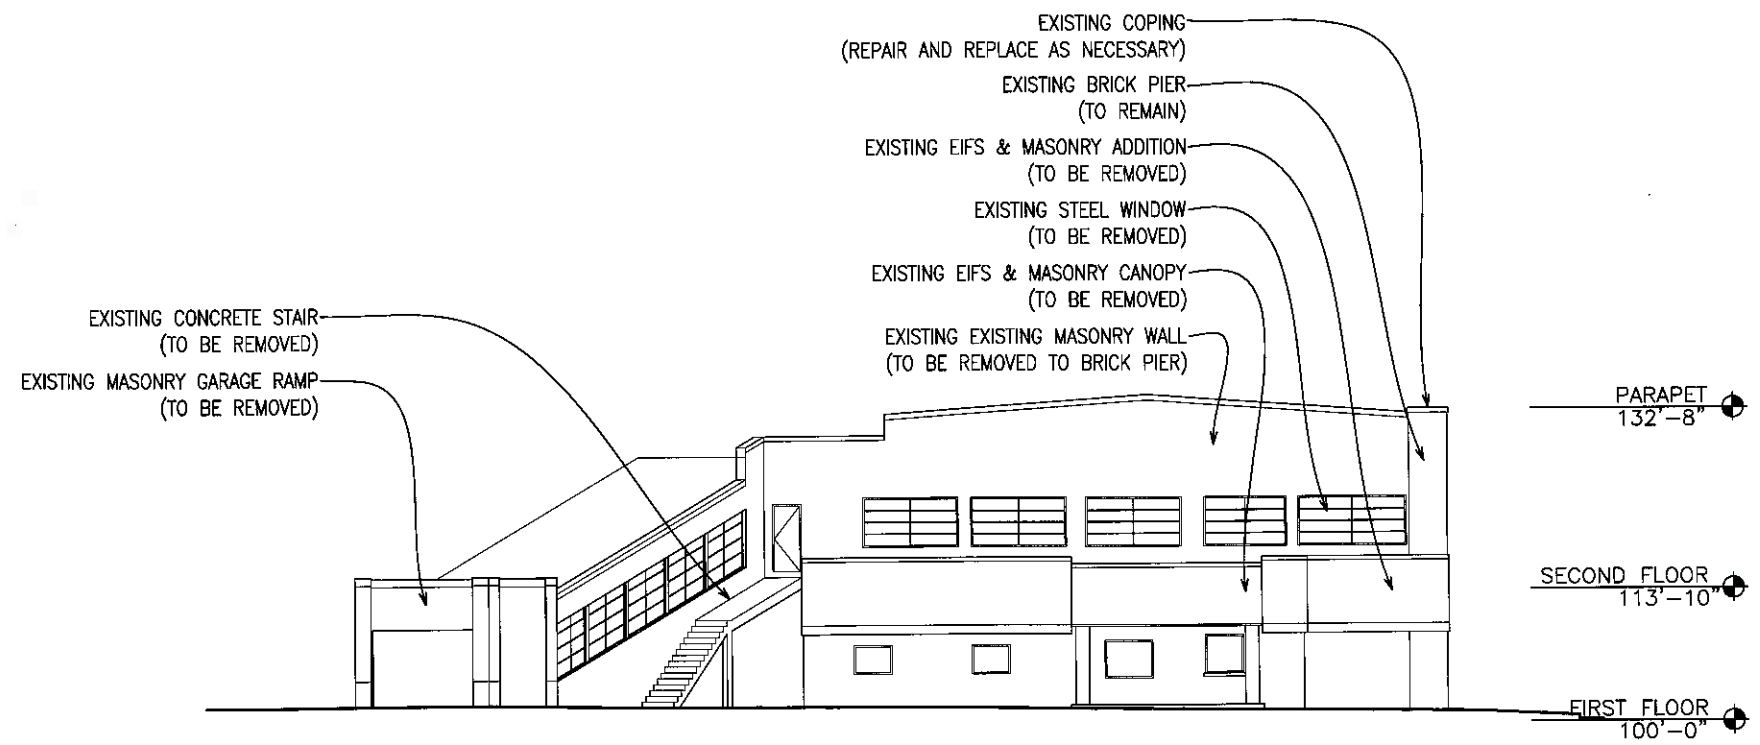 EXISTING COPING
(REPAIR AND REPLACE AS NECESSARY)
EXISTING BRICK PIER
(TO REMAIN)
EXISTING EIFS & MASONRY ADDITION
(TO BE REMOVED)
EXISTING STEEL WINDOW
(TO BE REMOVED)
EXISTING EIFS & MASONRY CANOPY
(TO BE REMOVED)
EXISTING EXISTING MASONRY WALL
(TO BE REMOVED TO BRICK PIER)
EXISTING CONCRETE STAIR
(TO BE REMOVED)
EXISTING MASONRY GARAGE RAMP
(TO BE REMOVED)
PARAPET
132'-8"
SECOND FLOOR
113'-10"
FIRST FLOOR
100'-0"